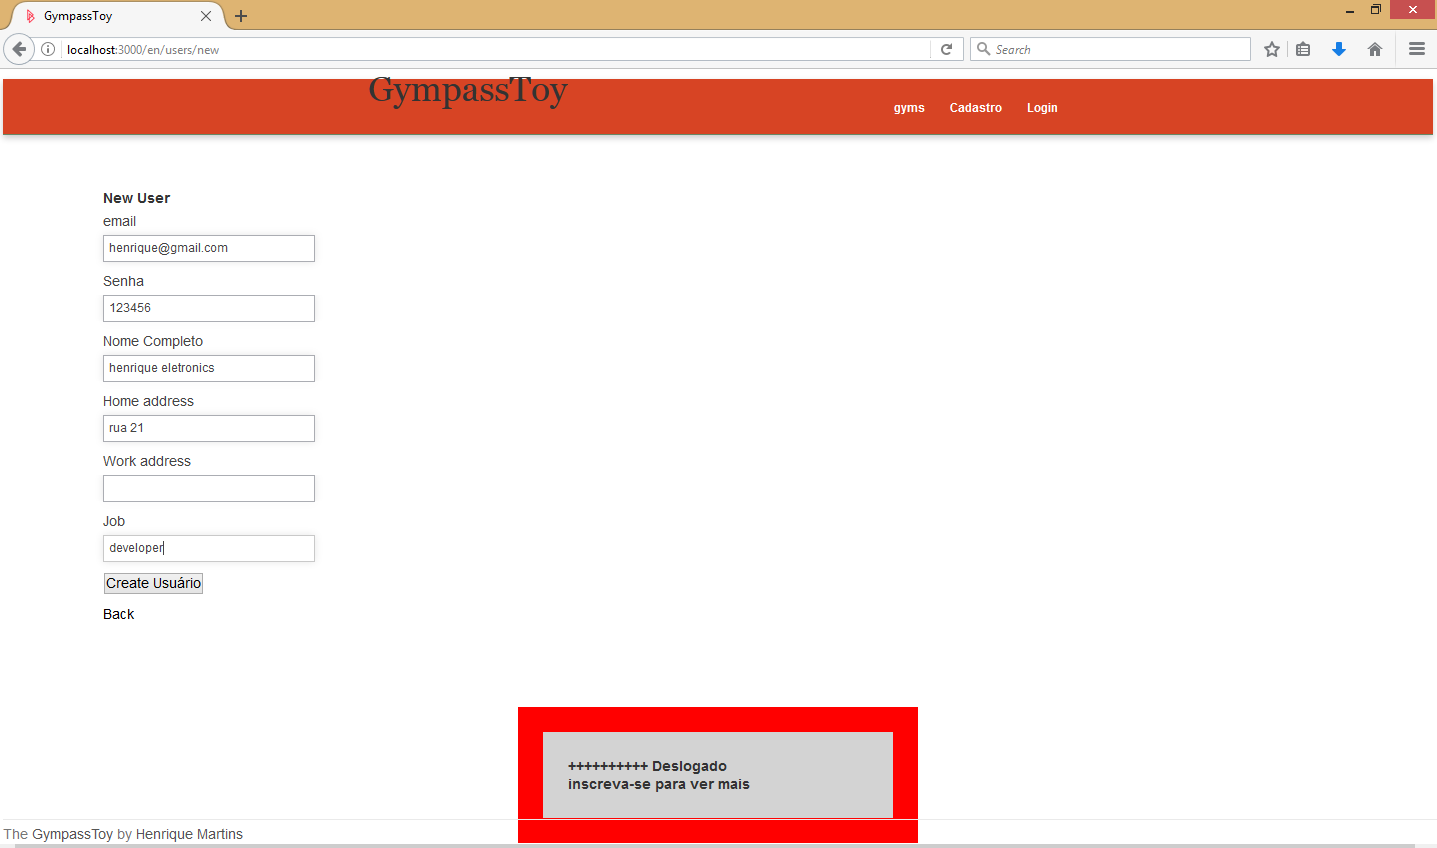 GympassToy
localhost:3000/en/users/new
Search
GympassToy
gyms Cadastro Login
New User
email
henrique@gmail.com
Senha
123456
Nome Completo
henrique eletronics
Home address
rua 21
Work address
Job
developer
Create Usuário
Back
++++++++++ Deslogado
inscreva-se para ver mais
The GympassToy by Henrique Martins